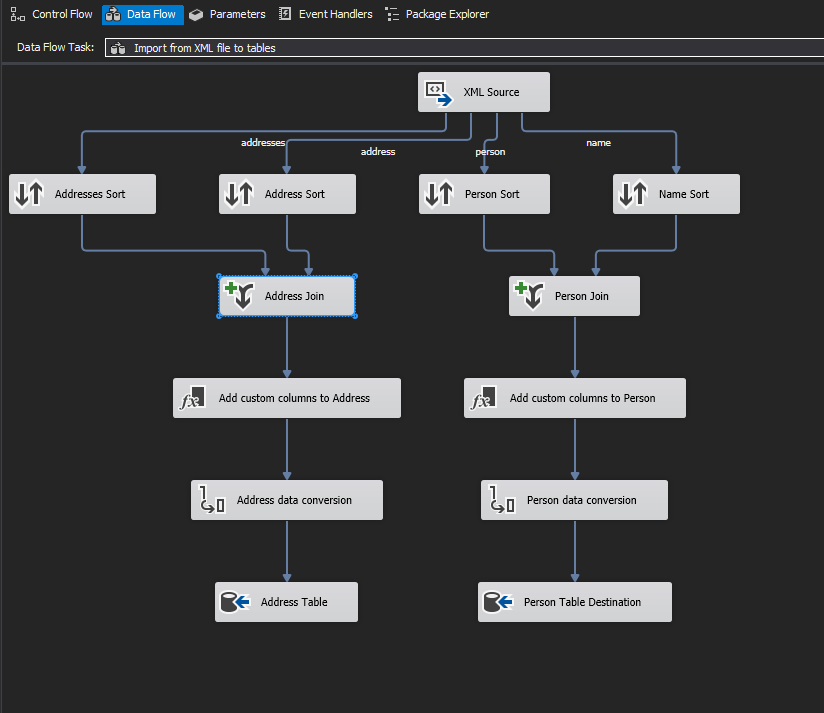 Control Flow
Data Flow
Parameters
Event Handlers
Package Explorer
Data Flow Task:
Import from XML file to tables
XML Source
addresses
address
person
name
Addresses Sort
Address Sort
Person Sort
Name Sort
Address Join
Person Join
fx
Add custom columns to Address
fx
Add custom columns to Person
Address data conversion
Person data conversion
Address Table
Person Table Destination